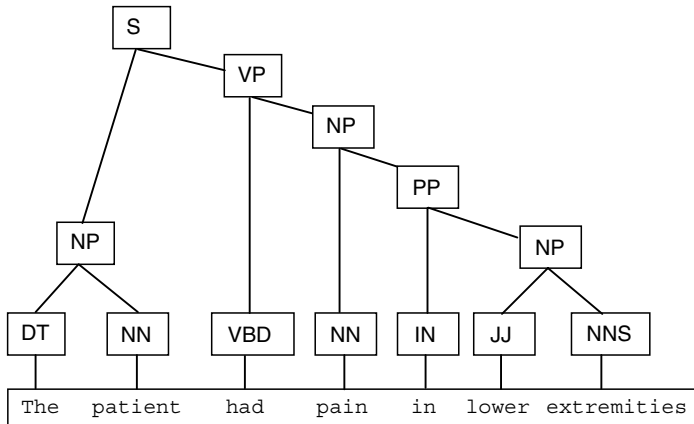 S
VP
NP
PP
NP NP
DT NN VBD NN IN JJ NNS
The patient had pain in lower extremities